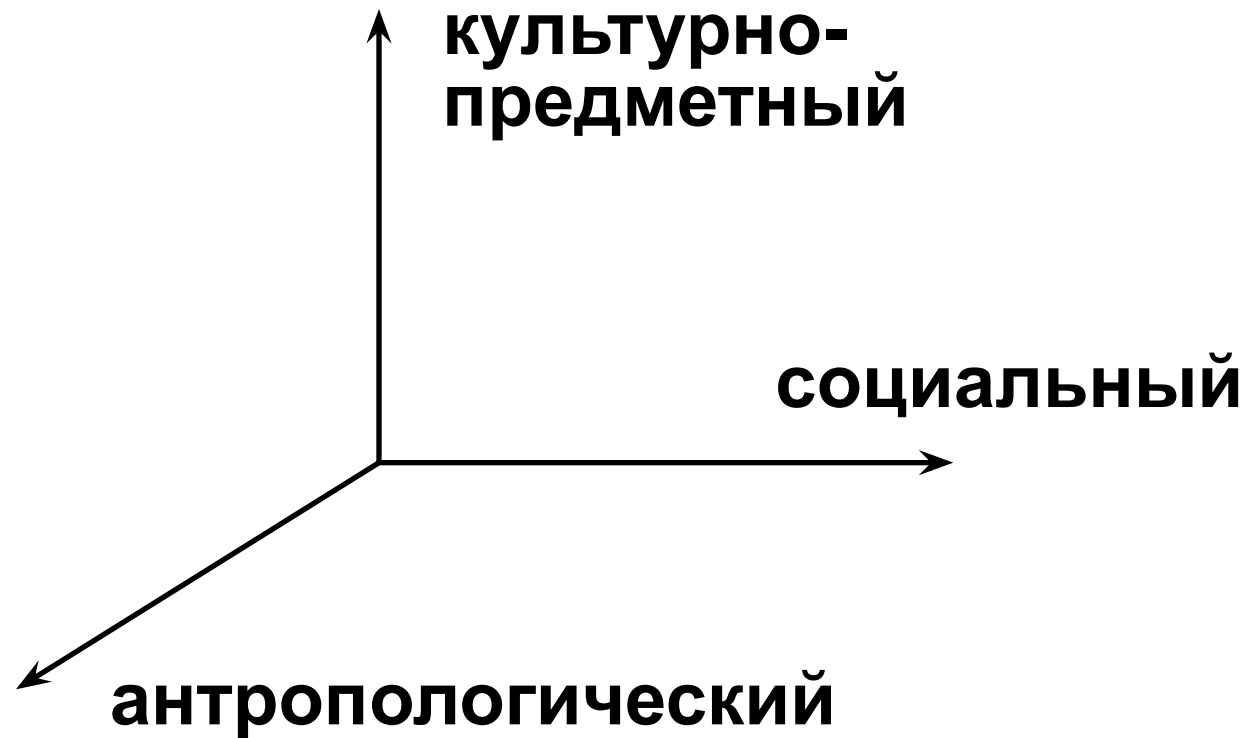 культурно-
предметный
социальный
антропологический